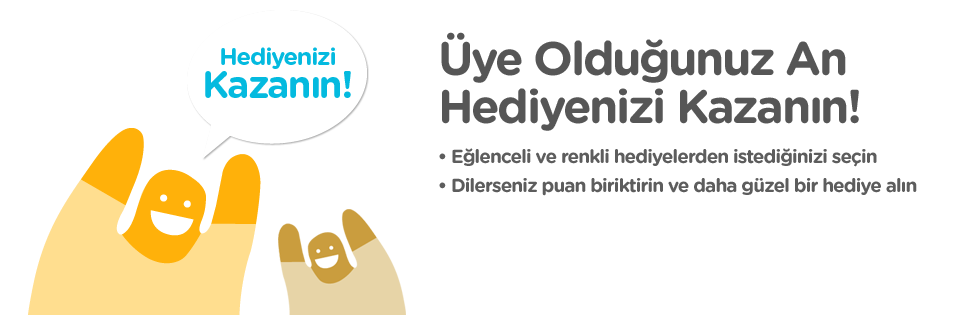 Hediyenizi
Kazanın!
Üye Olduğunuz An
Hediyenizi Kazanın!
• Eğlenceli ve renkli hediyelerden istediğinizi seçin
• Dilerseniz puan biriktirin ve daha güzel bir hediye alın